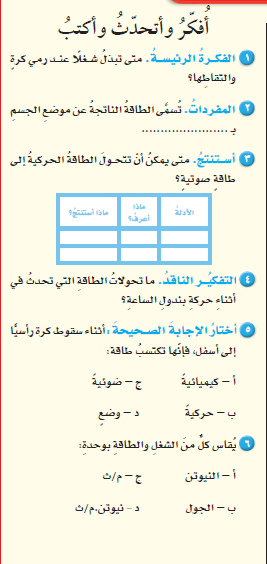 أُفكّرُ وأتحدّثُ وأكتبُ
١ الفكرةُ الرئيسةُ. متى تبذلُ شغلًا عند رمي كرةٍ
والتقاطِها؟
٢ المفرداتُ. تُسمَّى الطاقةُ الناتجةُ عن موضعِ الجسمِ
بـ ........................
٣ أستنتجُ. متى يمكنُ أن تتحولَ الطاقةُ الحركيةُ إلى
طاقةٍ صوتيةٍ؟
الأدلةُ ماذا أعرفُ؟ ماذا أستنتجُ؟
٤ التفكيرُ الناقدُ. ما تحولاتُ الطاقةِ التي تحدثُ في
أثناءِ حركةِ بندولِ الساعةِ؟
٥ أختارُ الإجابةَ الصحيحةَ: أثناء سقوطِ كرة رأسيًّا
إلى أسفل، فإنّها تكتسبُ طاقة:
أ – كيميائيةً ج – ضوئيةً
ب – حركيةً د – وضعٍ
٦ يُقاس كلٌّ منَ الشغلِ والطاقةِ بوحدةِ:
أ – النيوتن ج – م/ث
ب – الجول د - نيوتن.م/ث